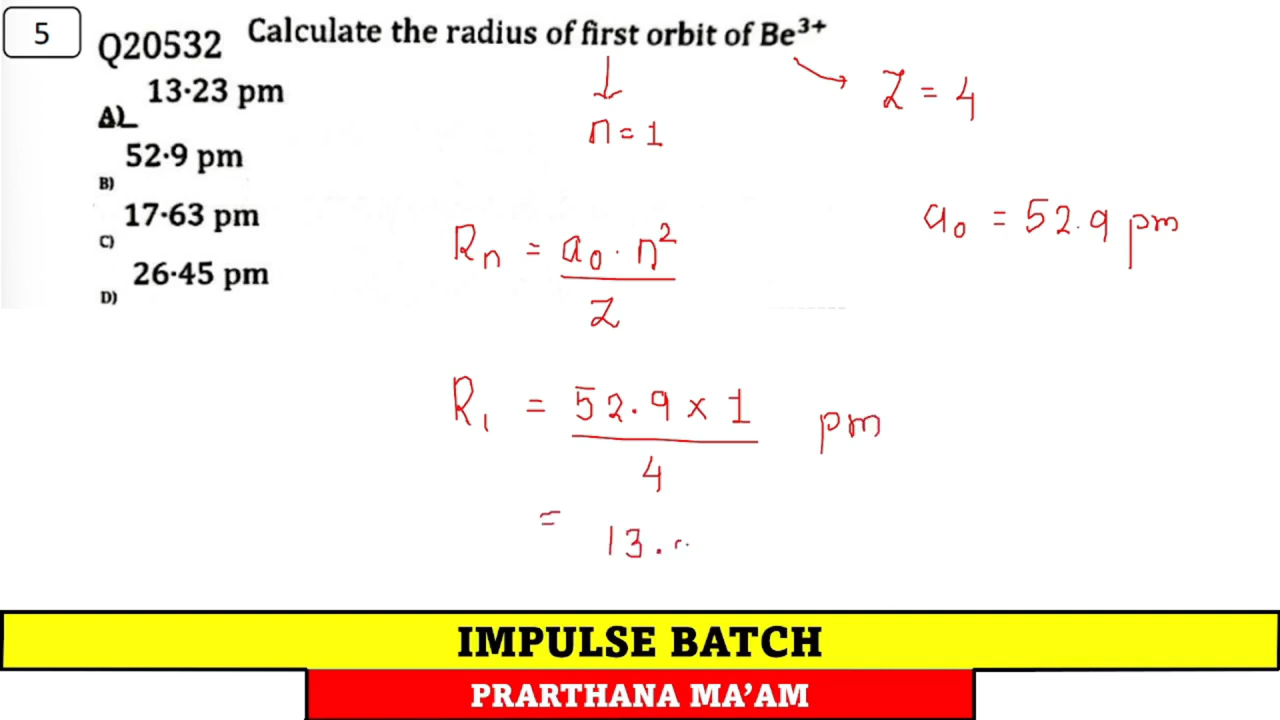 5
Q20532 Calculate the radius of first orbit of Be³⁺
A) 13·23 pm
B) 52·9 pm
C) 17·63 pm
D) 26·45 pm
n = 1
Z = 4
a₀ = 52.9 pm
Rₙ = a₀ · n²
Z
R₁ = 52.9 × 1 pm
4
= 13.
IMPULSE BATCH
PRARTHANA MA’AM